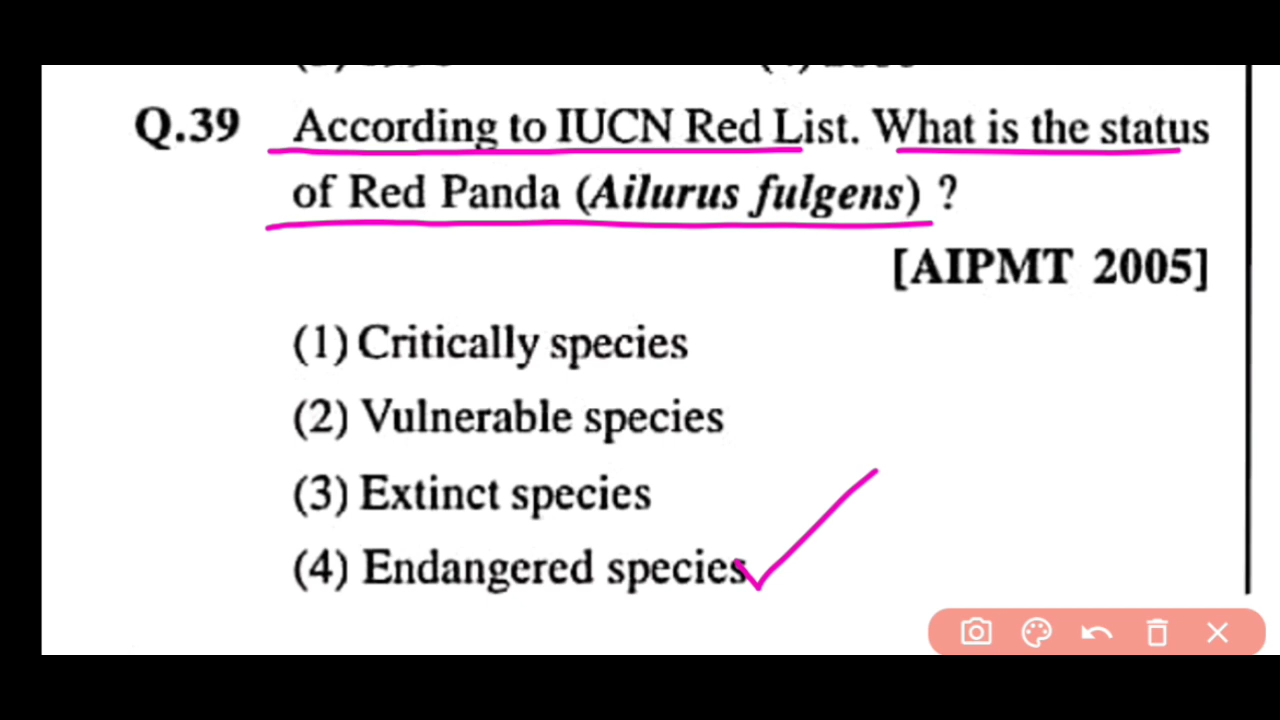 Q.39 According to IUCN Red List. What is the status
of Red Panda (Ailurus fulgens) ?
[AIPMT 2005]
(1) Critically species
(2) Vulnerable species
(3) Extinct species
(4) Endangered species